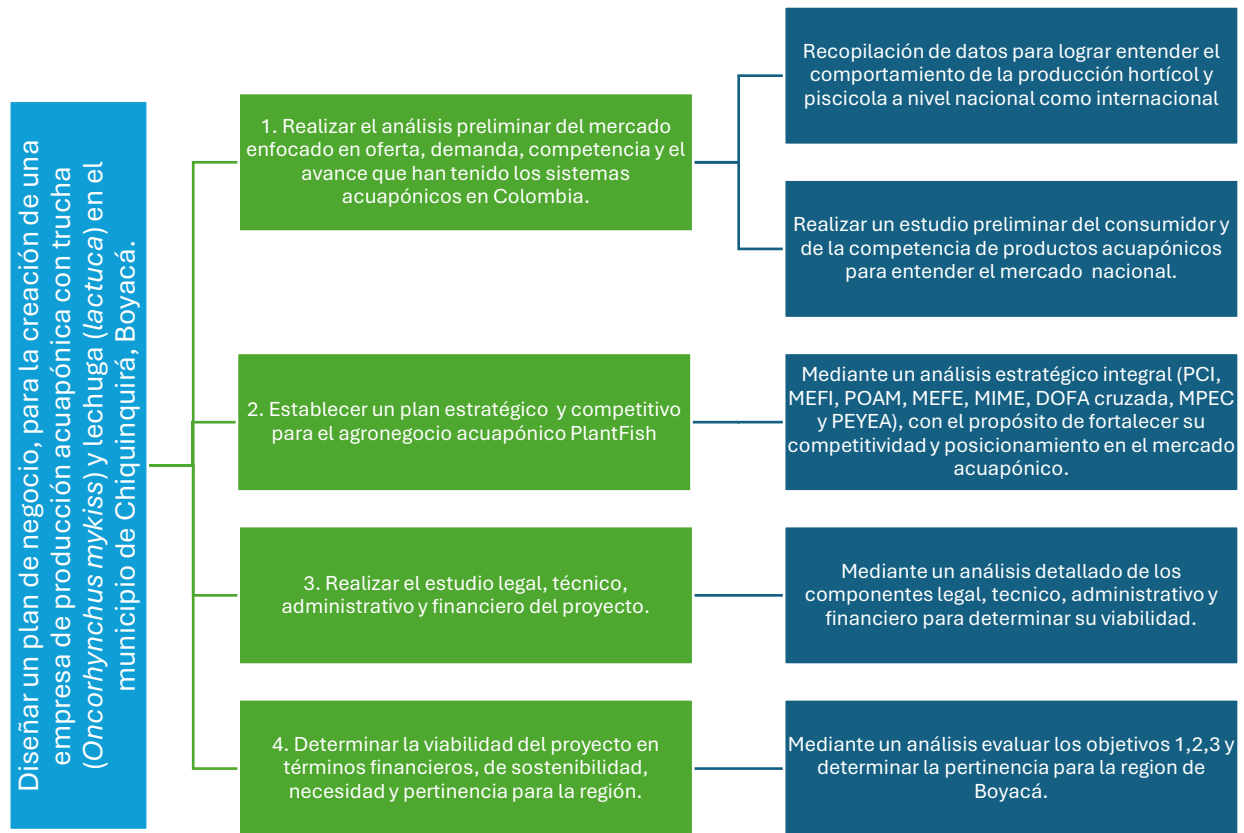 Diseñar un plan de negocio, para la creación de una
empresa de producción acuapónica con trucha
(Oncorhynchus mykiss) y lechuga (lactuca) en el
municipio de Chiquinquirá, Boyacá.
1. Realizar el análisis preliminar del mercado
enfocado en oferta, demanda, competencia y el
avance que han tenido los sistemas
acuapónicos en Colombia.
Recopilación de datos para lograr entender el
comportamiento de la producción hortícol y
piscicola a nivel nacional como internacional
Realizar un estudio preliminar del consumidor y
de la competencia de productos acuapónicos
para entender el mercado nacional.
2. Establecer un plan estratégico y competitivo
para el agronegocio acuapónico PlantFish
Mediante un análisis estratégico integral (PCI,
MEFI, POAM, MEFE, MIME, DOFA cruzada, MPEC
y PEYEA), con el propósito de fortalecer su
competitividad y posicionamiento en el mercado
acuapónico.
3. Realizar el estudio legal, técnico,
administrativo y financiero del proyecto.
Mediante un análisis detallado de los
componentes legal, tecnico, administrativo y
financiero para determinar su viabilidad.
4. Determinar la viabilidad del proyecto en
términos financieros, de sostenibilidad,
necesidad y pertinencia para la región.
Mediante un análisis evaluar los objetivos 1,2,3 y
determinar la pertinencia para la region de
Boyacá.